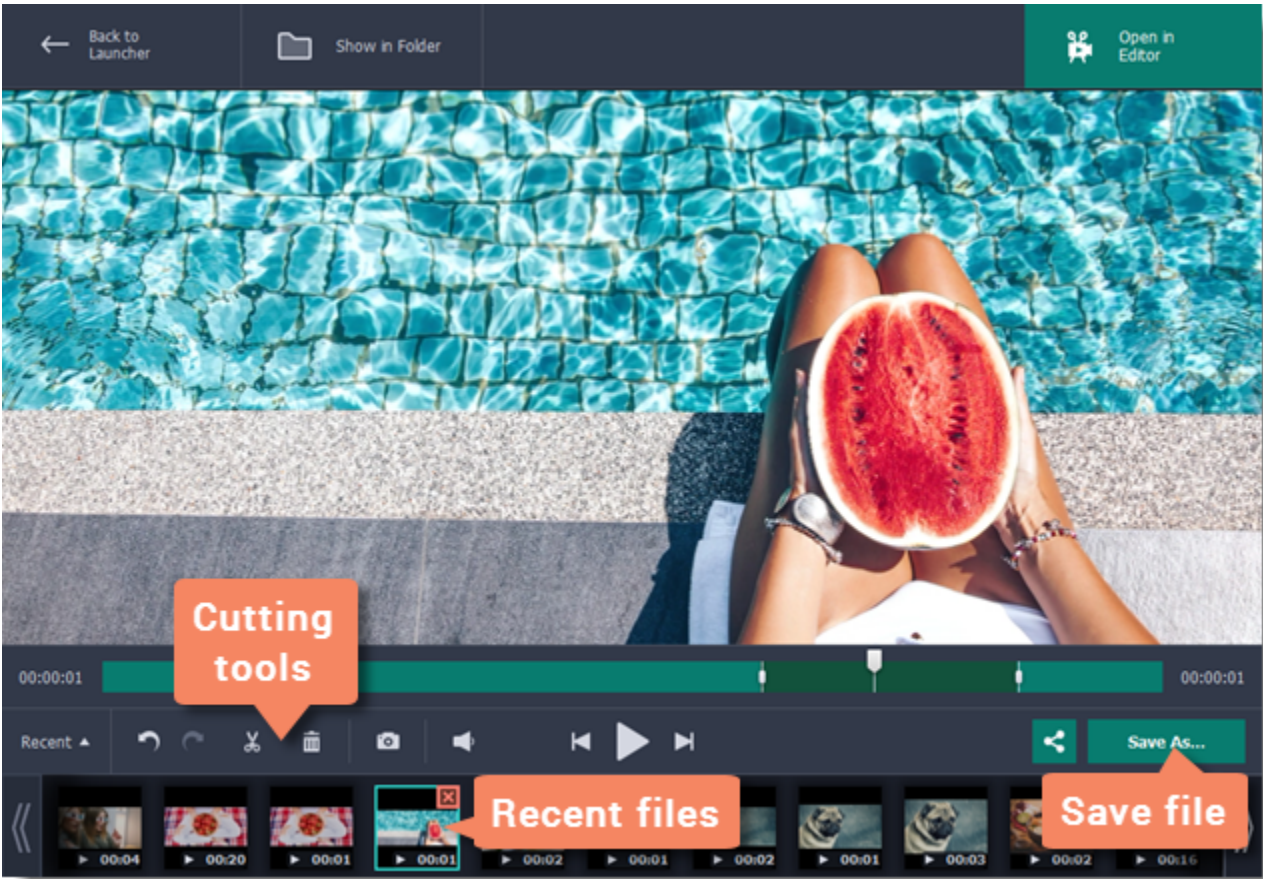 Back to
Launcher
Show in Folder
Open in
Editor
Cutting
tools
00:00:01
00:00:01
Recent
Save As...
Recent files
Save file
00:04
00:20
00:01
00:01
00:02
00:01
00:02
00:01
00:03
00:02
00:16